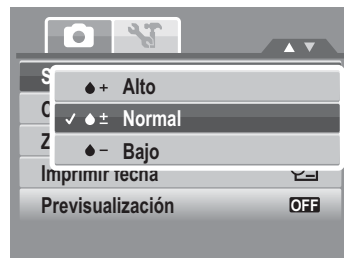 S
+ Alto
C
✓ ± Normal
Z
- Bajo
Imprimir fecha
Previsualización OFF